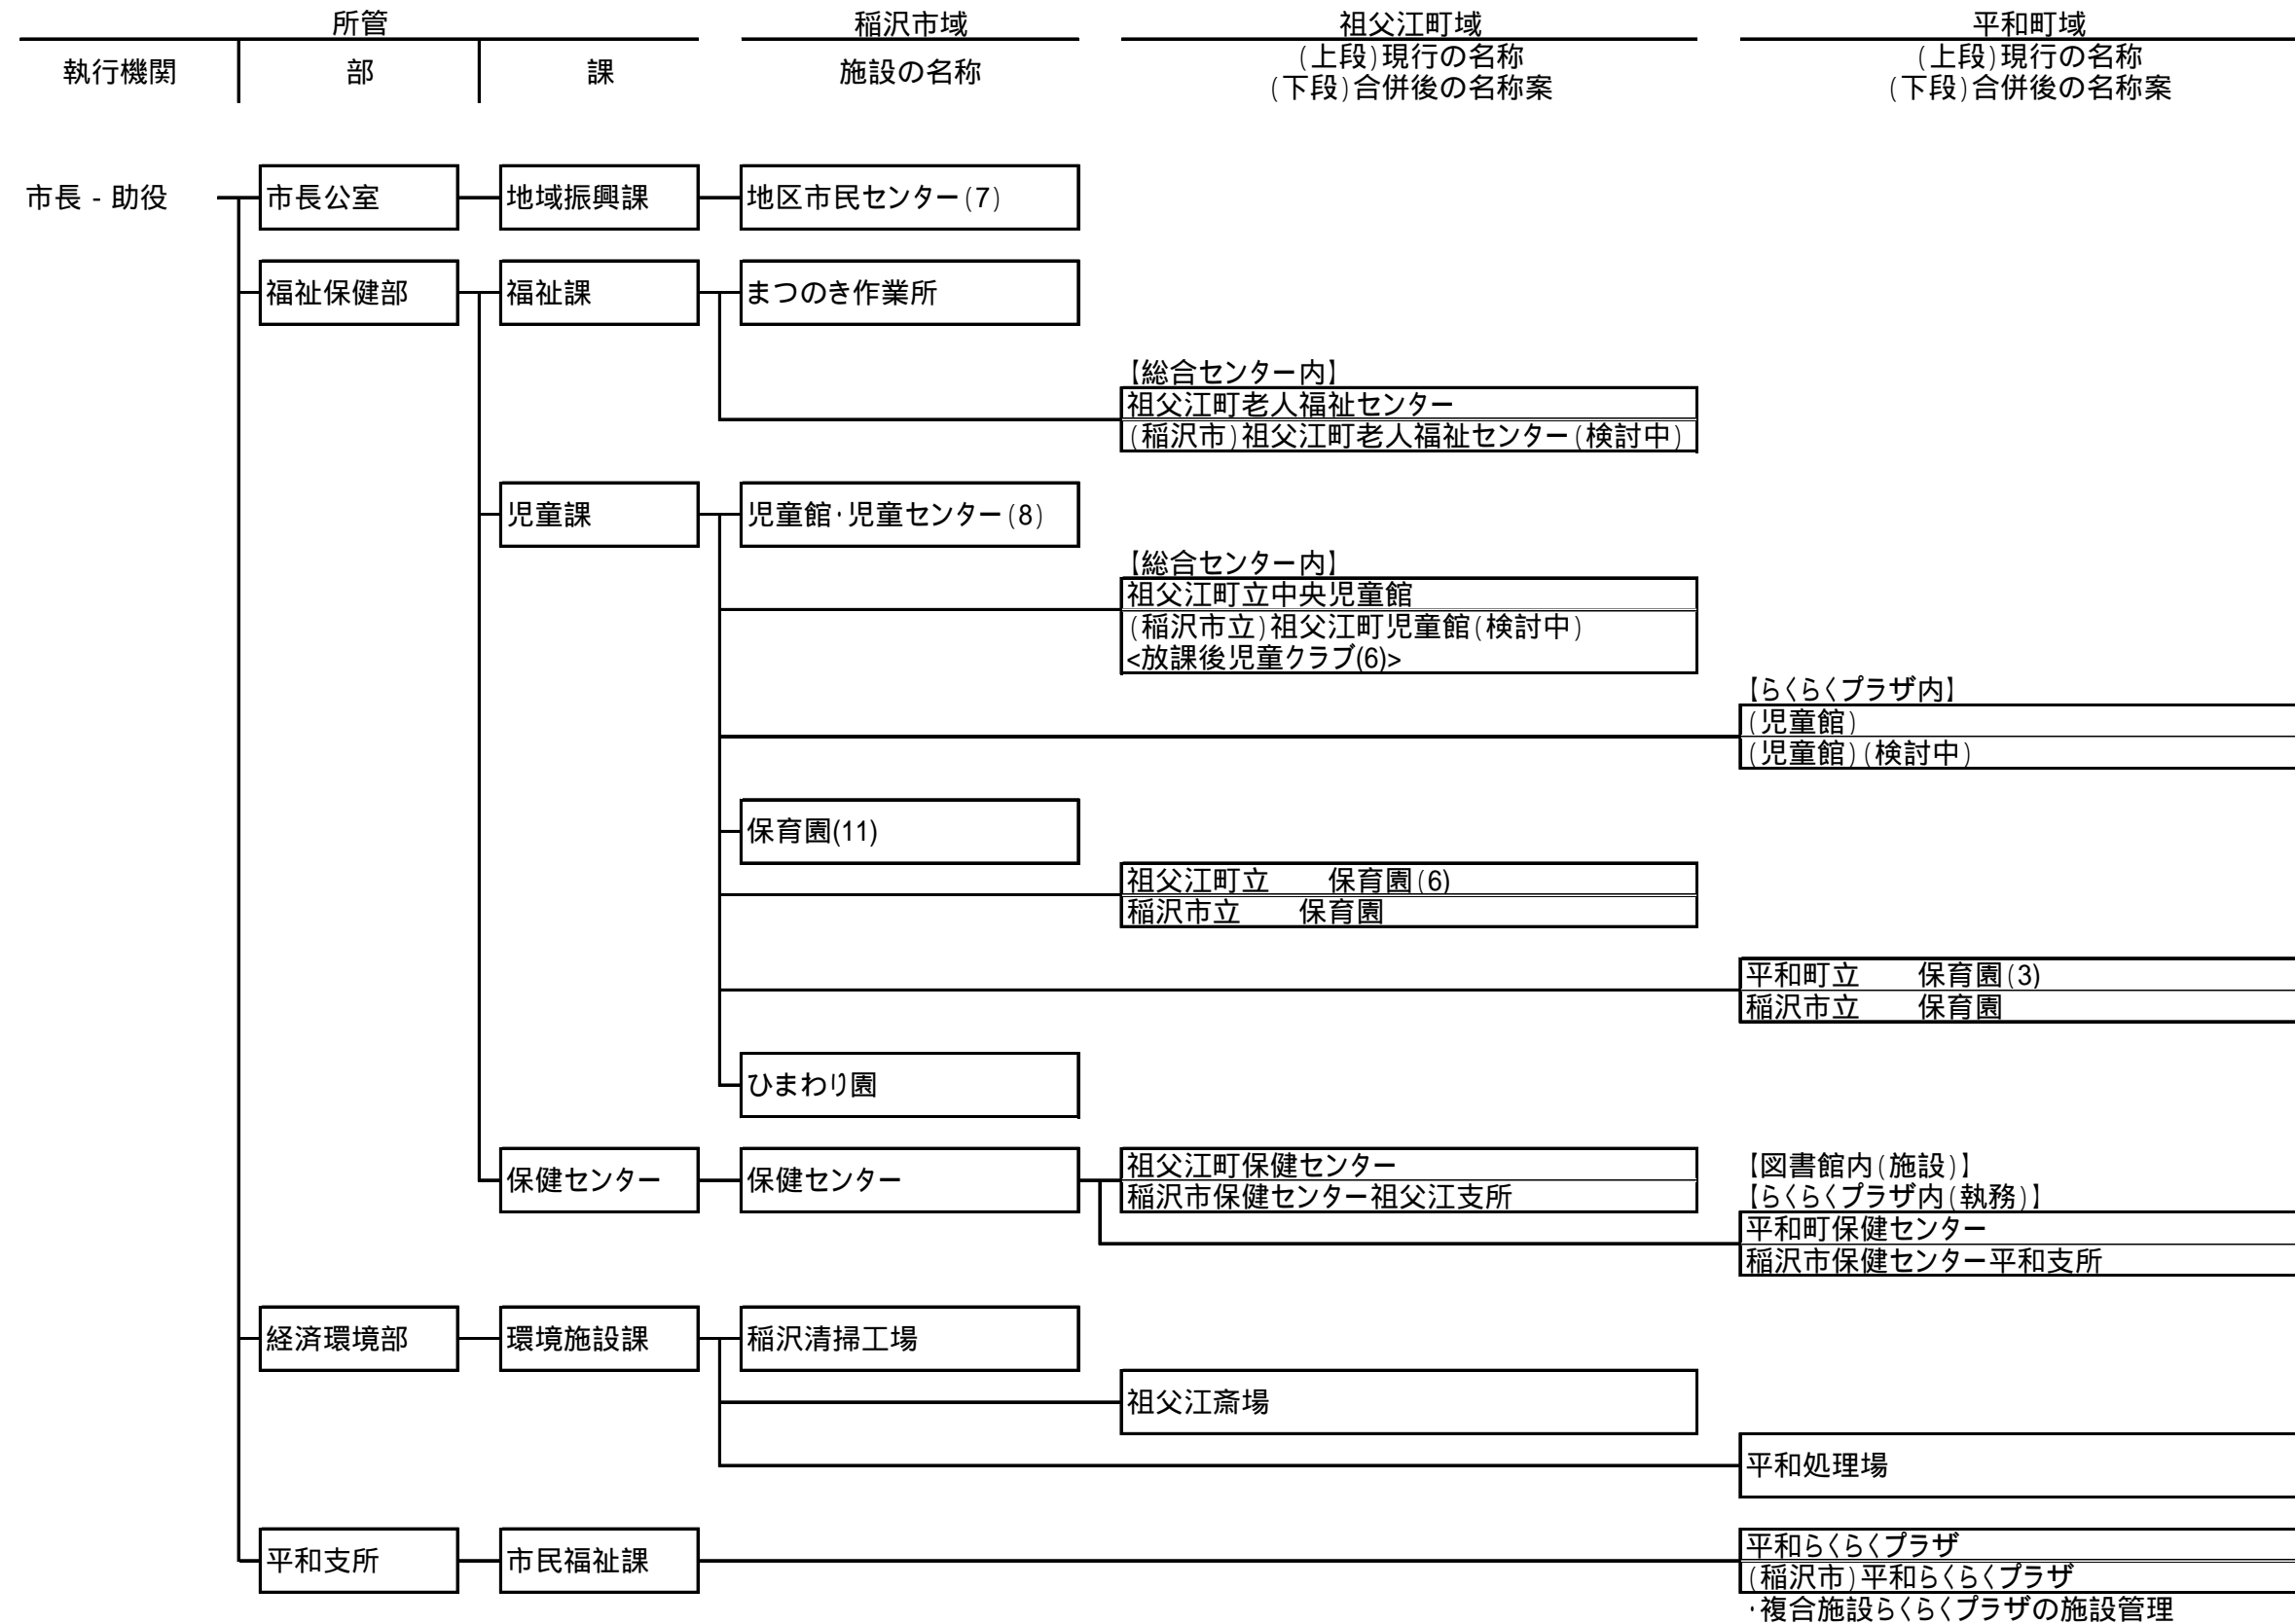 所管
稲沢市域
祖父江町域
平和町域
執行機関
部
課
施設の名称
(上段)現行の名称
(下段)合併後の名称案
(上段)現行の名称
(下段)合併後の名称案
市長 - 助役
市長公室
地域振興課
地区市民センター(7)
福祉保健部
福祉課
まつのき作業所
【総合センター内】
祖父江町老人福祉センター
(稲沢市)祖父江町老人福祉センター(検討中)
児童課
児童館・児童センター(8)
【総合センター内】
祖父江町立中央児童館
(稲沢市立)祖父江町児童館(検討中)
<放課後児童クラブ(6)>
【らくらくプラザ内】
(児童館)
(児童館)(検討中)
保育園(11)
祖父江町立　　保育園(6)
稲沢市立　　保育園
平和町立　　保育園(3)
稲沢市立　　保育園
ひまわり園
保健センター
保健センター
祖父江町保健センター
稲沢市保健センター祖父江支所
【図書館内(施設)】
【らくらくプラザ内(執務)】
平和町保健センター
稲沢市保健センター平和支所
経済環境部
環境施設課
稲沢清掃工場
祖父江斎場
平和処理場
平和支所
市民福祉課
平和らくらくプラザ
(稲沢市)平和らくらくプラザ
・複合施設らくらくプラザの施設管理